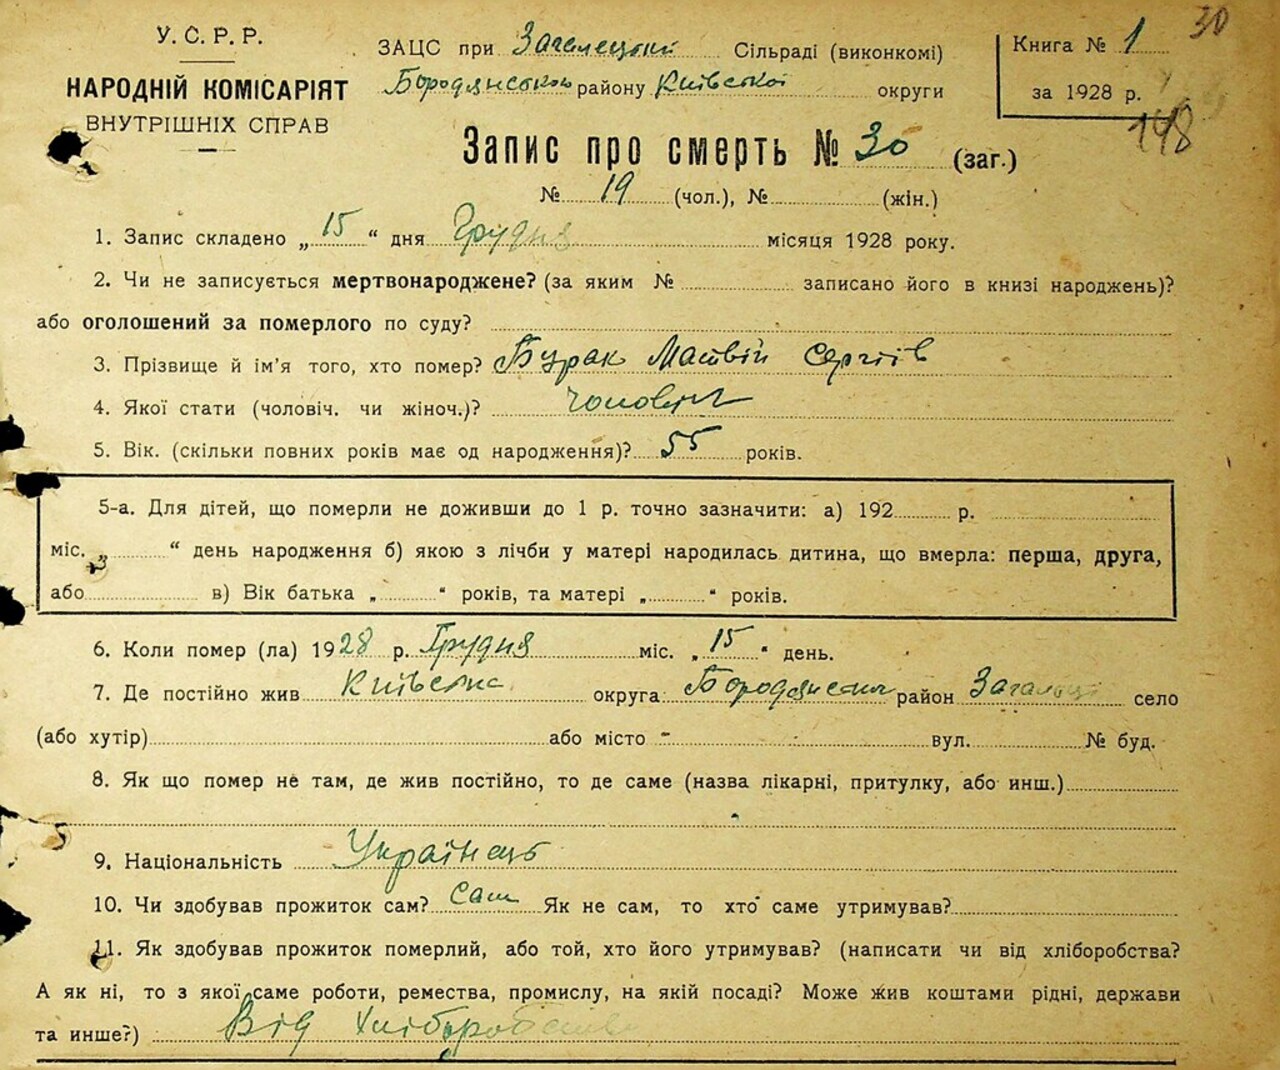 30
У.С.Р.Р.
НАРОДНІЙ КОМІСАРІЯТ
ВНУТРІШНІХ СПРАВ
ЗАЦС при Загалецькій Сільраді (виконкомі)
Бородянського району Київської округи
Книга № 1
за 1928 р.
148
Запис про смерть № 30 (заг.)
№ 19 (чол.), № (жін.)
1. Запис складено „15“ дня Грудня місяця 1928 року.
2. Чи не записується мертвонароджене? (за яким № записано його в книзі народжень)?
або оголошений за померлого по суду?
3. Прізвище й ім'я того, хто помер? Бурак Матвій Сергіїв
4. Якої стати (чоловіч. чи жіноч.)?
5. Вік. (скільки повних років має од народження)? 55 років.
5-а. Для дітей, що померли не доживши до 1 р. точно зазначити: а) 192 р.
міс. „ “ день народження б) якою з лічби у матері народилась дитина, що вмерла: перша, друга,
або в) Вік батька „ “ років, та матері „ “ років.
6. Коли помер (ла) 1928 р. Грудня міс. „15“ день.
7. Де постійно жив Київська округа Бородянский район Загальці село
(або хутір) або місто - вул. № буд.
8. Як що помер не там, де жив постійно, то де саме (назва лікарні, притулку, або инш.)
9. Національність Українець
10. Чи здобував прожиток сам? Сам Як не сам, то хто саме утримував?
11. Як здобував прожиток померлий, або той, хто його утримував? (написати чи від хліборобства?
А як ні, то з якої саме роботи, ремества, промислу, на якій посаді? Може жив коштами рідні, держави
та инше?) Від Хліборобства